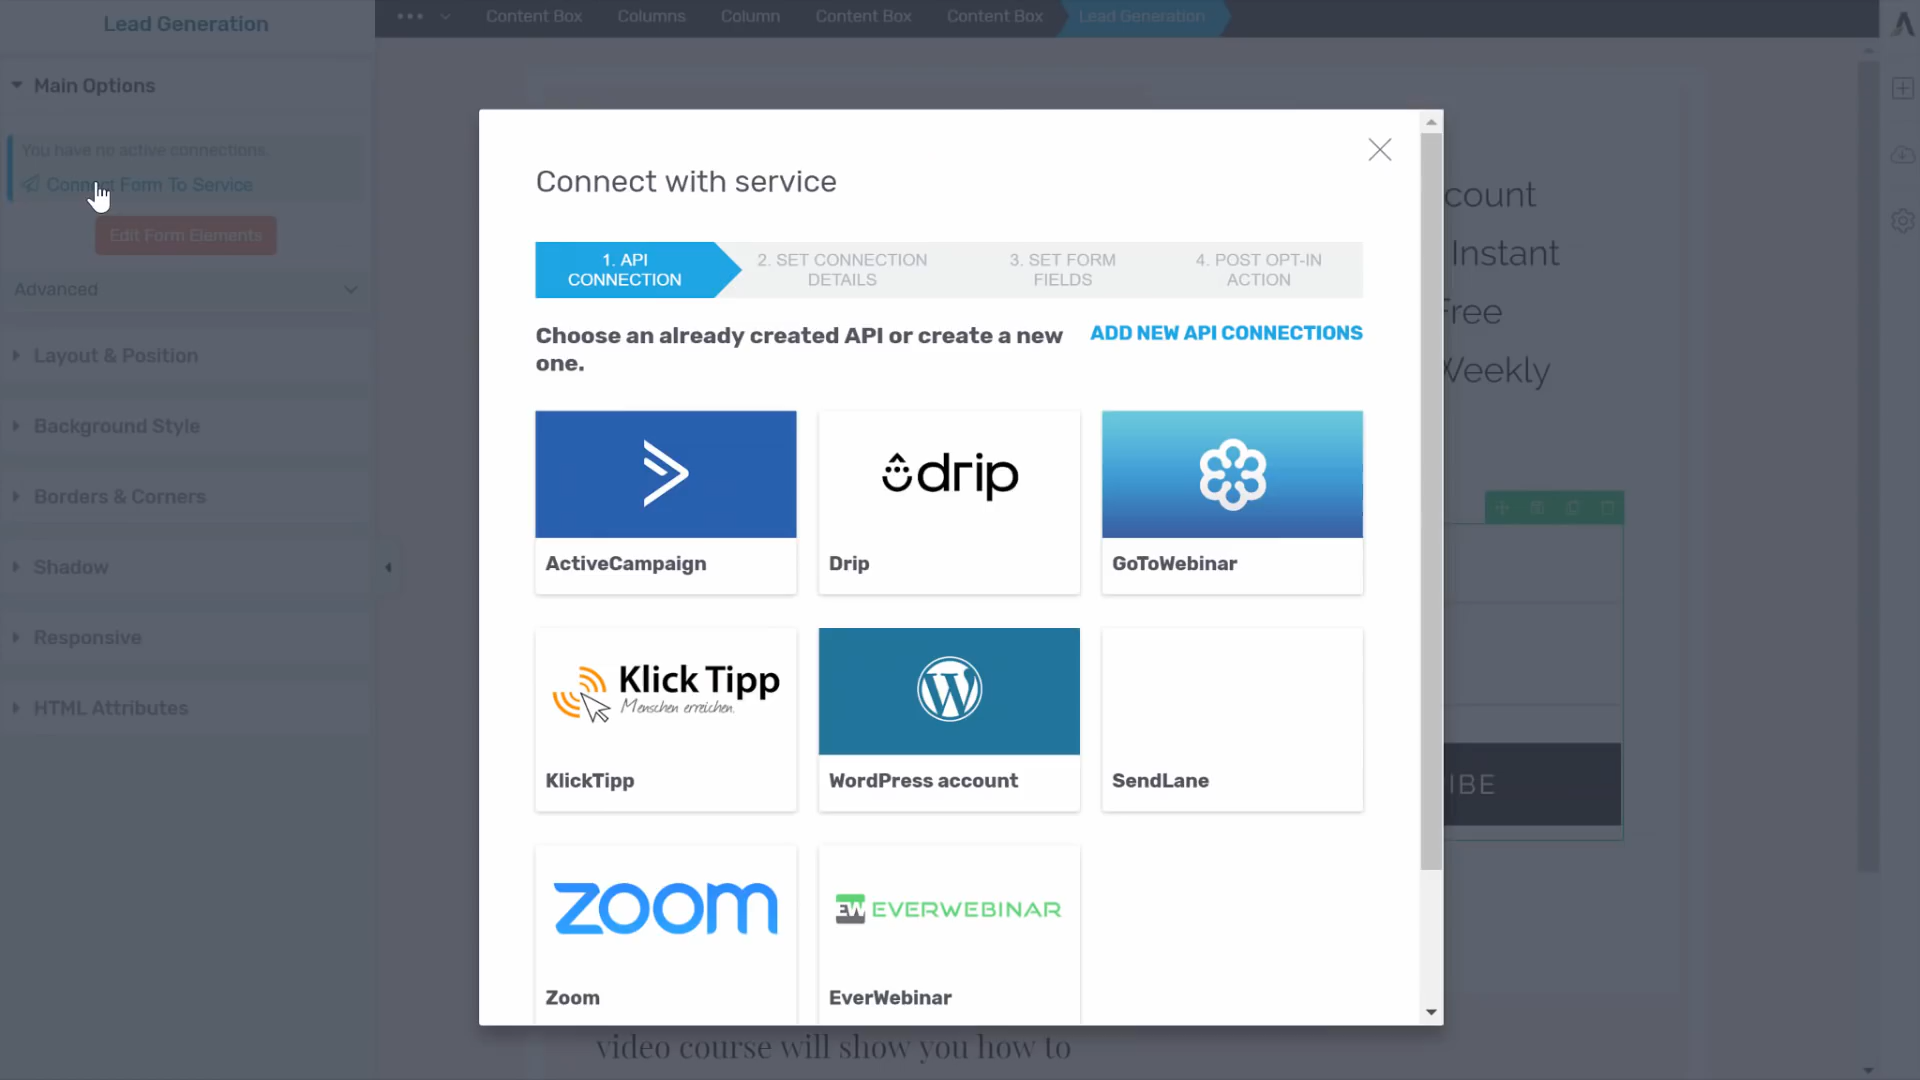 Lead Generation
Content Box
Columns
Column
Content Box
Content Box
Lead Generation
Main Options
You have no active connections.
Connect Form To Service
Edit Form Elements
Advanced
Layout & Position
Background Style
Borders & Corners
Shadow
Responsive
HTML Attributes
Connect with service
1. API
CONNECTION
2. SET CONNECTION
DETAILS
3. SET FORM
FIELDS
4. POST OPT-IN
ACTION
Choose an already created API or create a new
one.
ADD NEW API CONNECTIONS
drip
ActiveCampaign
Drip
GoToWebinar
Klick Tipp
Menschen erreichen.
KlickTipp
WordPress account
SendLane
zoom
EW EVERWEBINAR
Zoom
EverWebinar
count
Instant
Free
Weekly
IBE
video course will show you how to